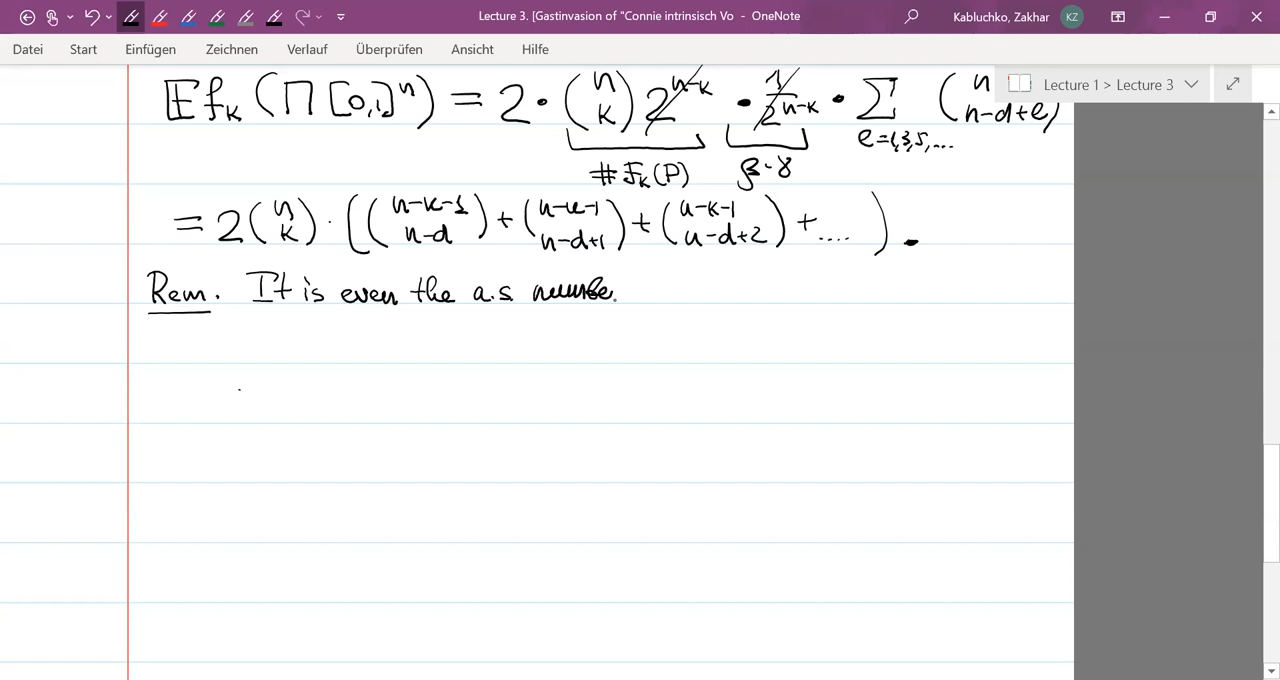 Lecture 3. [Gastinvasion of "Connie intrinsisch Vo - OneNote
Kabluchko, Zakhar KZ
Datei Start Einfügen Zeichnen Verlauf Überprüfen Ansicht Hilfe
Lecture 1 > Lecture 3
𝔼 f_k (Π [0,1]^n) = 2 · (n k) 2^{n-k} · 1/2^{n-k} · Σ_{e=1,3,5,...} (n n-d+e)
# F_k(P) β·γ
= 2 (n k) · ((n-k-1 n-d) + (n-k-1 n-d+1) + (n-k-1 n-d+2) + ....) .
Rem. It is even the a.s.